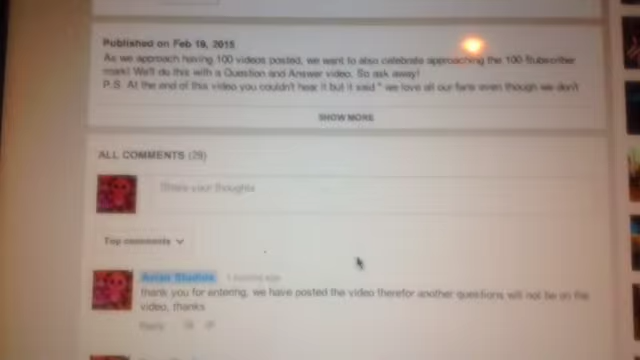 Published on Feb 19, 2015
As we approach having 100 videos posted, we want to also celebrate approaching the 100 Subscriber
mark! We'll do this with a Question and Answer video. So ask away!
P.S. At the end of this video you couldn't hear it but it said " we love all our fans even though we don't
SHOW MORE
ALL COMMENTS (29)
Share your thoughts
Top comments
Studios ago
thank you for entering, we have posted the video therefor another questions will not be on the
video, thanks
Reply